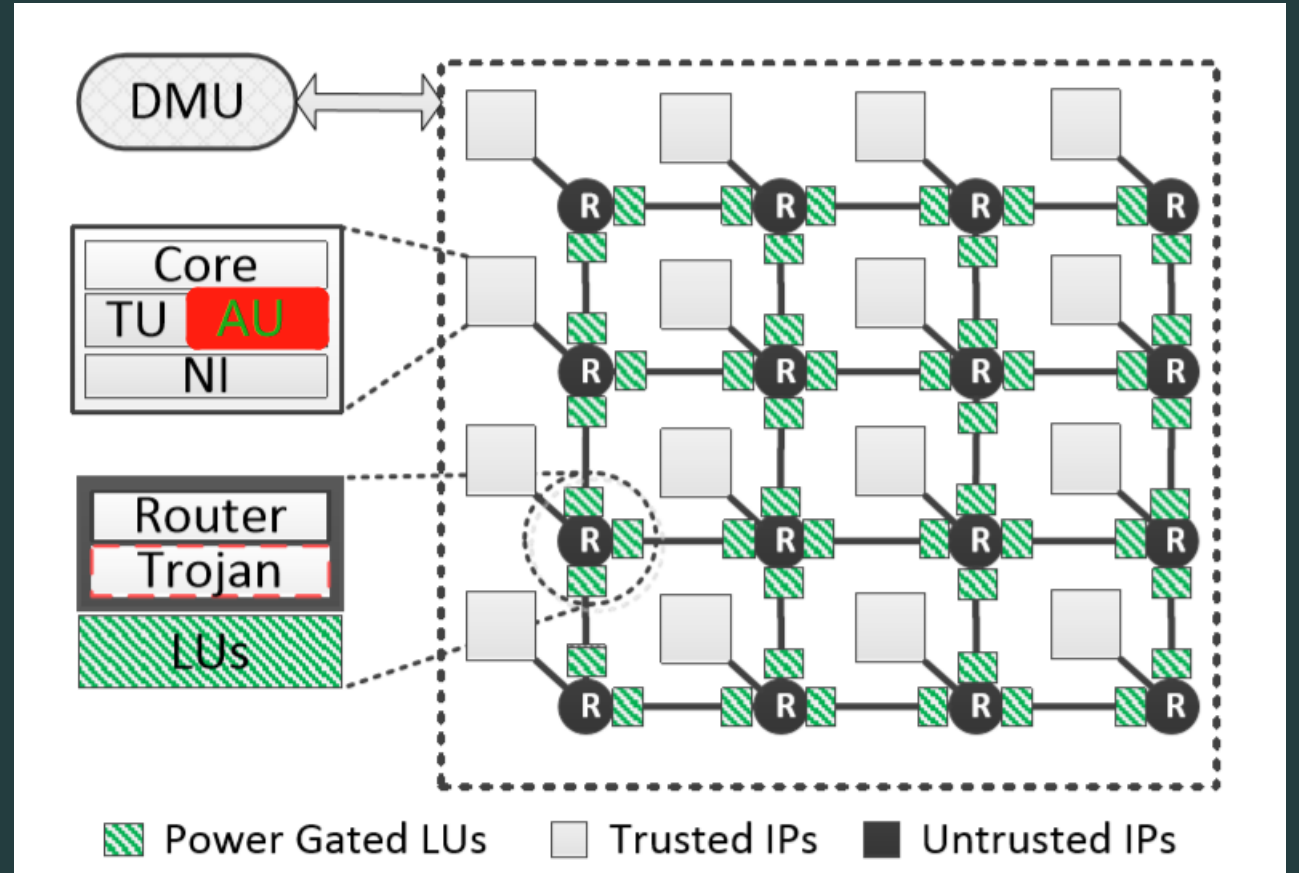 DMU
R R R R
Core
TU AU
NI
R R R R
Router
Trojan
LUs
R R R R
R R R R
Power Gated LUs Trusted IPs Untrusted IPs